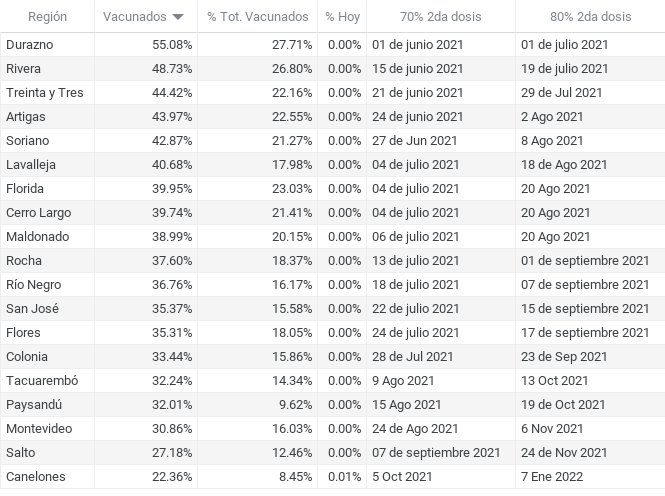 Región Vacunados % Tot. Vacunados % Hoy 70% 2da dosis 80% 2da dosis
Durazno 55.08% 27.71% 0.00% 01 de junio 2021 01 de julio 2021
Rivera 48.73% 26.80% 0.00% 15 de junio 2021 19 de julio 2021
Treinta y Tres 44.42% 22.16% 0.00% 21 de junio 2021 29 de Jul 2021
Artigas 43.97% 22.55% 0.00% 24 de junio 2021 2 Ago 2021
Soriano 42.87% 21.27% 0.00% 27 de Jun 2021 8 Ago 2021
Lavalleja 40.68% 17.98% 0.00% 04 de julio 2021 18 de Ago 2021
Florida 39.95% 23.03% 0.00% 04 de julio 2021 20 Ago 2021
Cerro Largo 39.74% 21.41% 0.00% 04 de julio 2021 20 Ago 2021
Maldonado 38.99% 20.15% 0.00% 06 de julio 2021 20 Ago 2021
Rocha 37.60% 18.37% 0.00% 13 de julio 2021 01 de septiembre 2021
Río Negro 36.76% 16.17% 0.00% 18 de julio 2021 07 de septiembre 2021
San José 35.37% 15.58% 0.00% 22 de julio 2021 15 de septiembre 2021
Flores 35.31% 18.05% 0.00% 24 de julio 2021 17 de septiembre 2021
Colonia 33.44% 15.86% 0.00% 28 de Jul 2021 23 de Sep 2021
Tacuarembó 32.24% 14.34% 0.00% 9 Ago 2021 13 Oct 2021
Paysandú 32.01% 9.62% 0.00% 15 Ago 2021 19 de Oct 2021
Montevideo 30.86% 16.03% 0.00% 24 de Ago 2021 6 Nov 2021
Salto 27.18% 12.46% 0.00% 07 de septiembre 2021 24 de Nov 2021
Canelones 22.36% 8.45% 0.01% 5 Oct 2021 7 Ene 2022